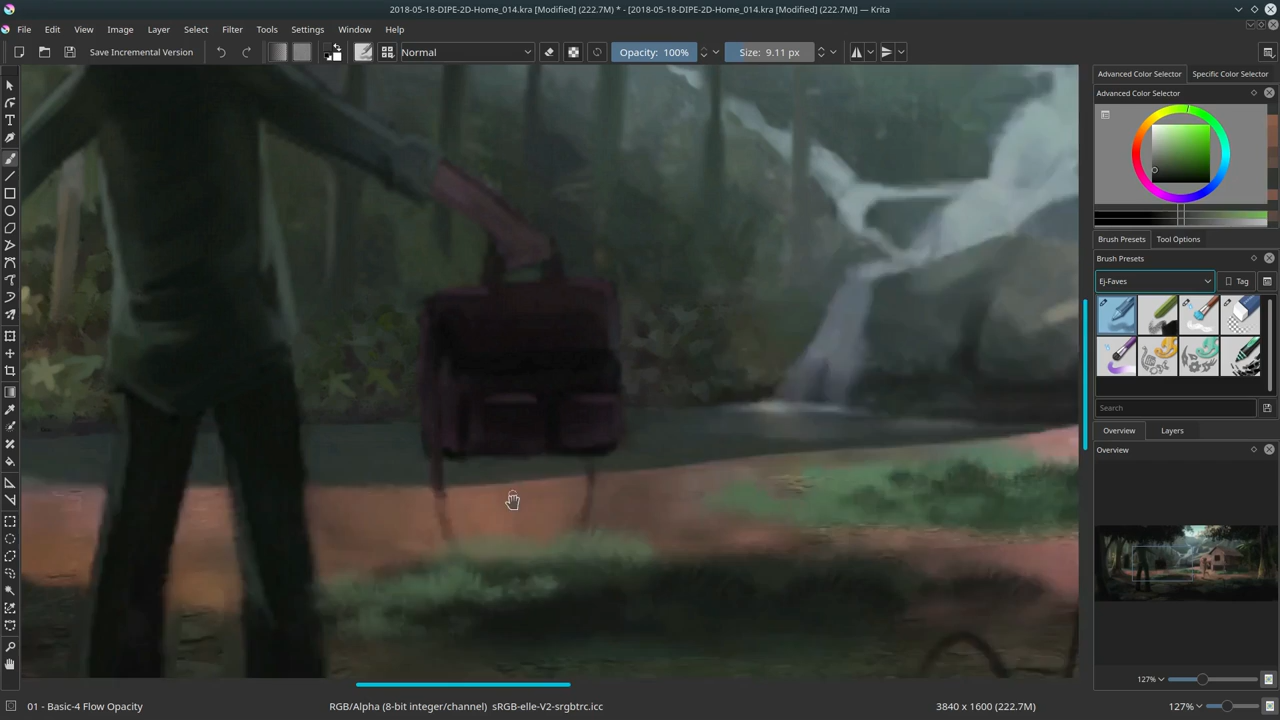 2018-05-18-DIPE-2D-Home_014.kra [Modified] (222.7M) * - [2018-05-18-DIPE-2D-Home_014.kra [Modified] (222.7M)] — Krita
File Edit View Image Layer Select Filter Tools Settings Window Help
Save Incremental Version Normal Opacity: 100% Size: 9.11 px
Advanced Color Selector Specific Color Selector
Advanced Color Selector
Brush Presets Tool Options
Brush Presets
Ej-Faves Tag
Search
Overview Layers
Overview
127%
01 - Basic-4 Flow Opacity RGB/Alpha (8-bit integer/channel) sRGB-elle-V2-srgbtrc.icc 3840 x 1600 (222.7M) 127%